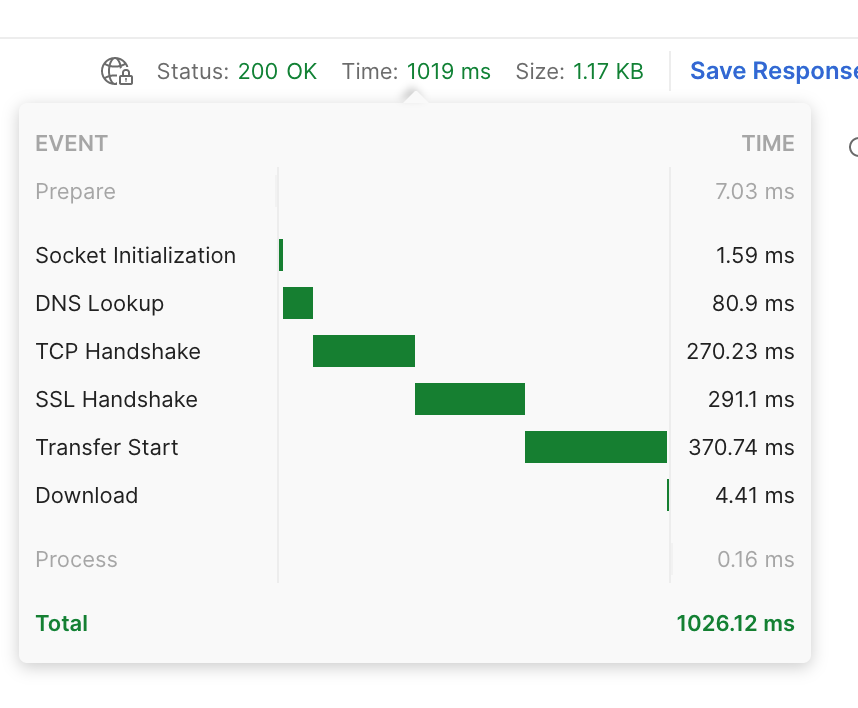 Status: 200 OK Time: 1019 ms Size: 1.17 KB Save Response
EVENT TIME
Prepare 7.03 ms
Socket Initialization 1.59 ms
DNS Lookup 80.9 ms
TCP Handshake 270.23 ms
SSL Handshake 291.1 ms
Transfer Start 370.74 ms
Download 4.41 ms
Process 0.16 ms
Total 1026.12 ms